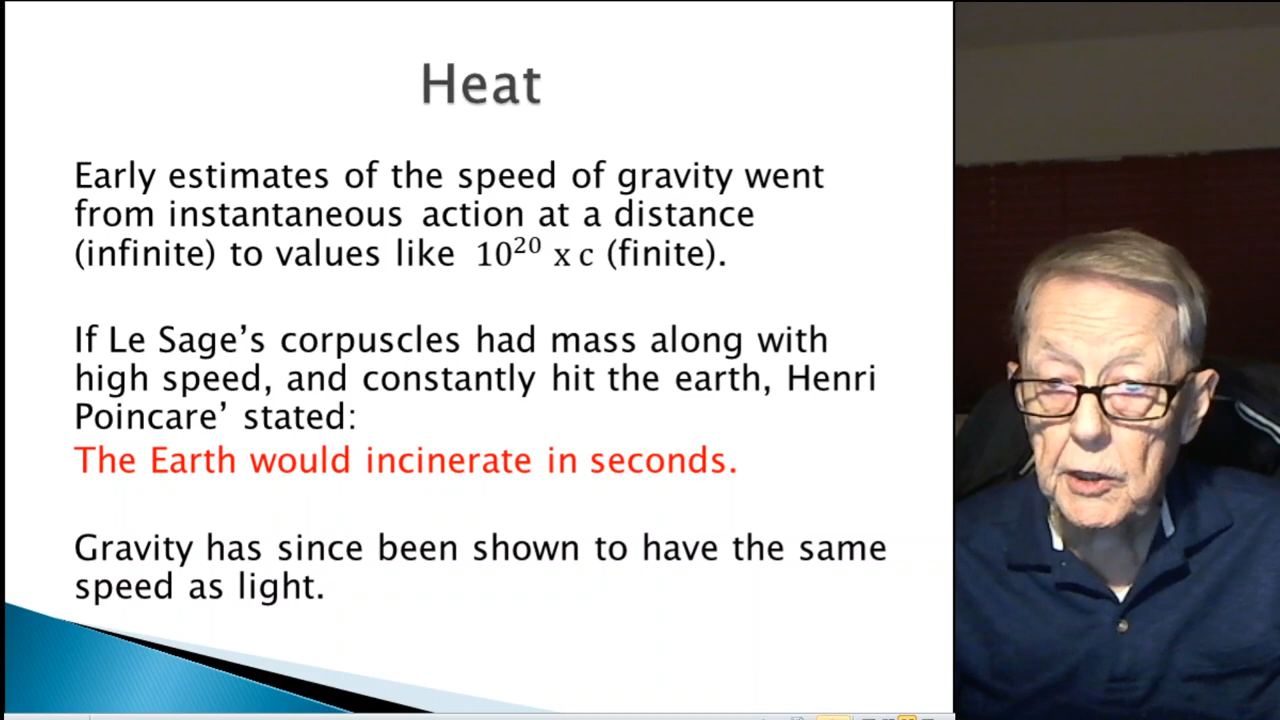 Heat
Early estimates of the speed of gravity went
from instantaneous action at a distance
(infinite) to values like 10²⁰ x c (finite).
If Le Sage's corpuscles had mass along with
high speed, and constantly hit the earth, Henri
Poincare' stated:
The Earth would incinerate in seconds.
Gravity has since been shown to have the same
speed as light.